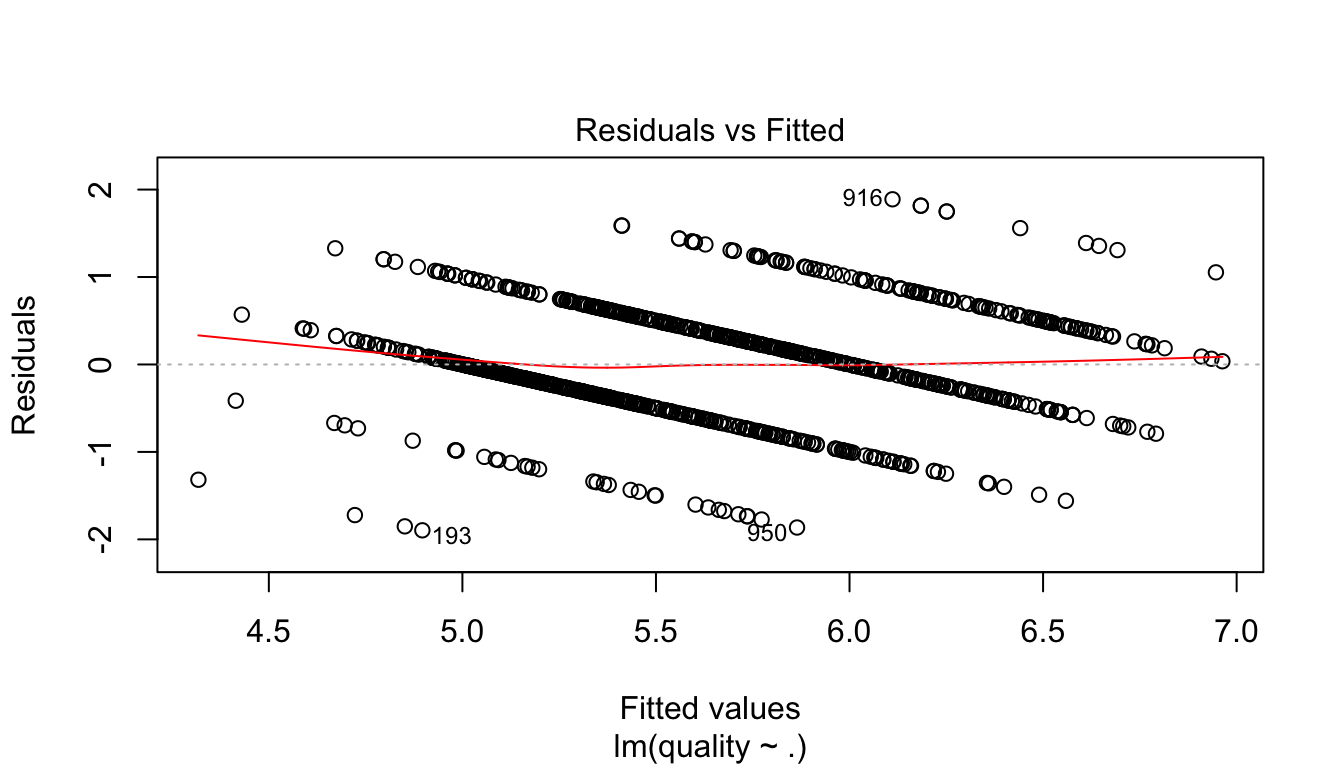 Residuals vs Fitted
Residuals
2
1
0
-1
-2
916
193
950
4.5 5.0 5.5 6.0 6.5 7.0
Fitted values
lm(quality ~ .)